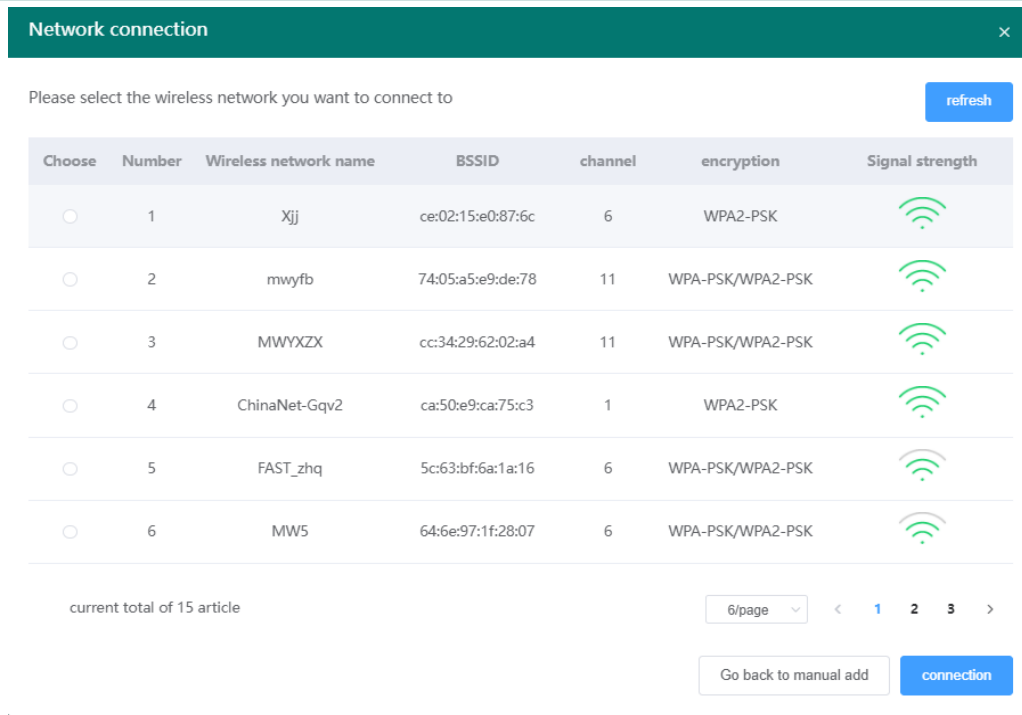 Network connection ×
Please select the wireless network you want to connect to
refresh
Choose Number Wireless network name BSSID channel encryption Signal strength
1 Xjj ce:02:15:e0:87:6c 6 WPA2-PSK
2 mwyfb 74:05:a5:e9:de:78 11 WPA-PSK/WPA2-PSK
3 MWYXZX cc:34:29:62:02:a4 11 WPA-PSK/WPA2-PSK
4 ChinaNet-Gqv2 ca:50:e9:ca:75:c3 1 WPA2-PSK
5 FAST_zhq 5c:63:bf:6a:1a:16 6 WPA-PSK/WPA2-PSK
6 MW5 64:6e:97:1f:28:07 6 WPA-PSK/WPA2-PSK
current total of 15 article 6/page < 1 2 3 >
Go back to manual add connection